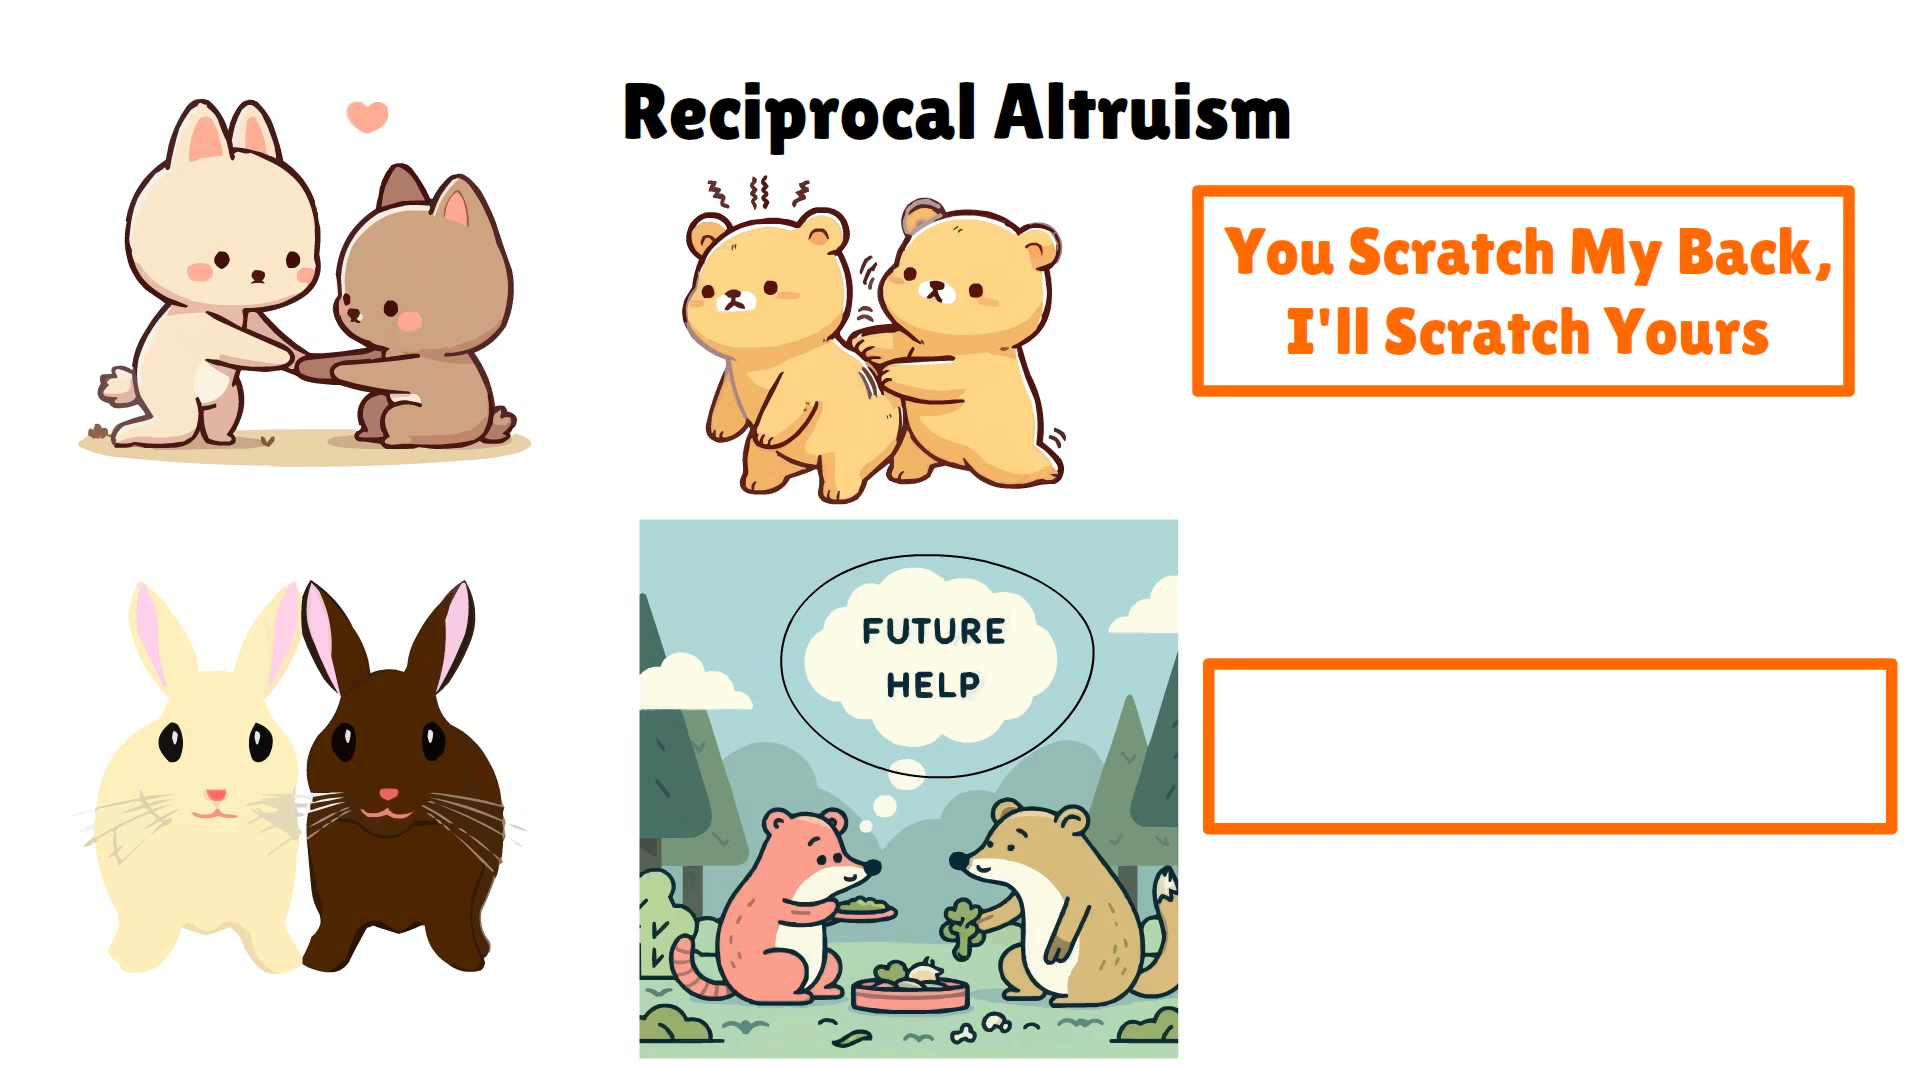 Reciprocal Altruism
You Scratch My Back,
I'll Scratch Yours
FUTURE
HELP